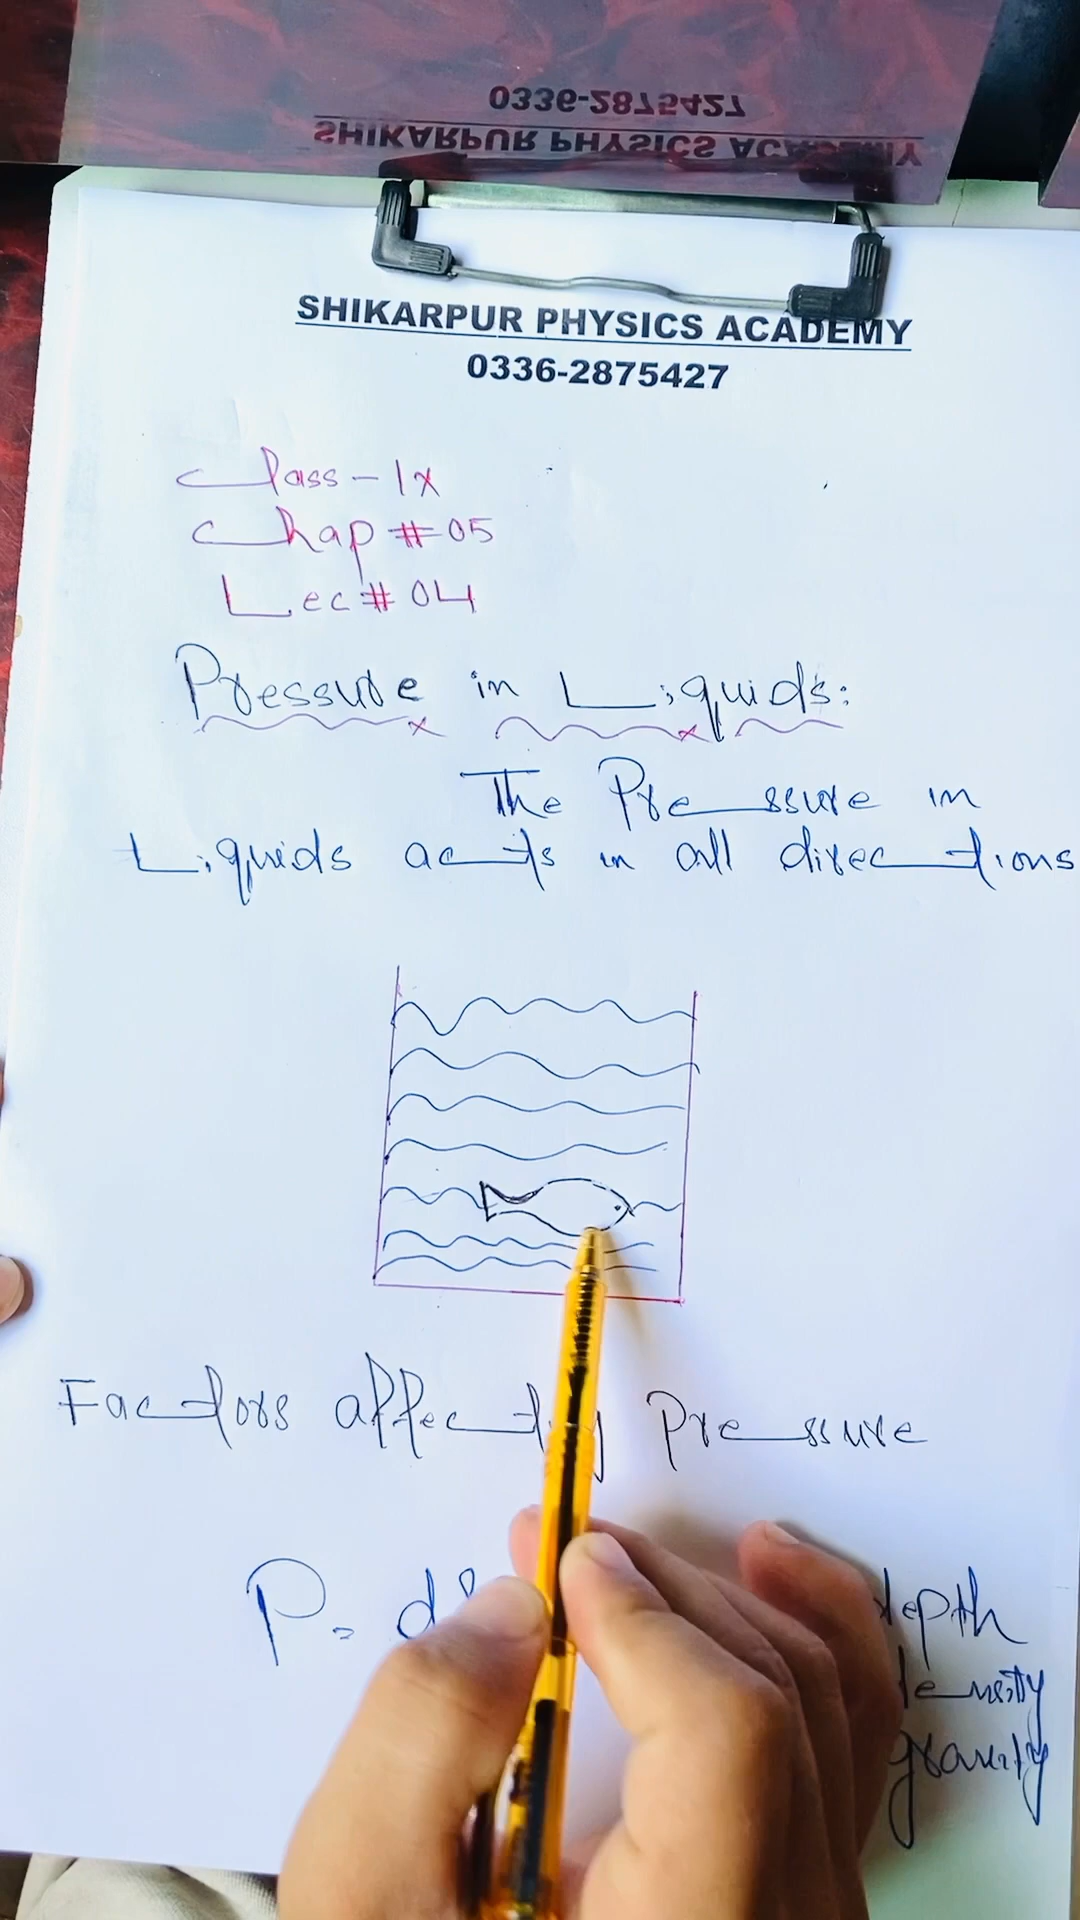 0336-2875427
SHIKARPUR PHYSICS ACADEMY
SHIKARPUR PHYSICS ACADEMY
0336-2875427
Class-IX
Chap#05
Lec#04
Pressure in Liquids:
The Pressure in
Liquids acts in all directions
Factors affecting Pressure
P= d
depth
density
gravity